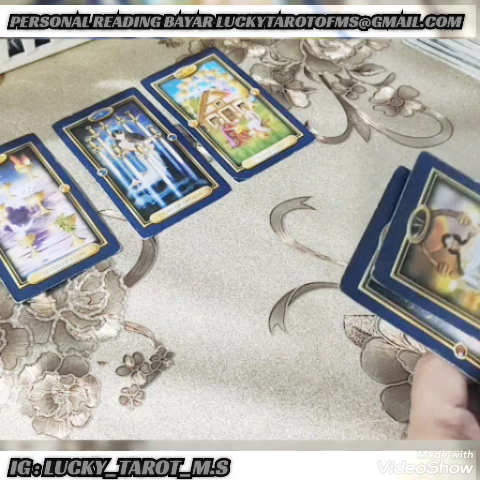 PERSONAL READING BAYAR LUCKYTAROTOFMS@GMAIL.COM
IG: LUCKY_TAROT_M.S
Made with
VideoShow